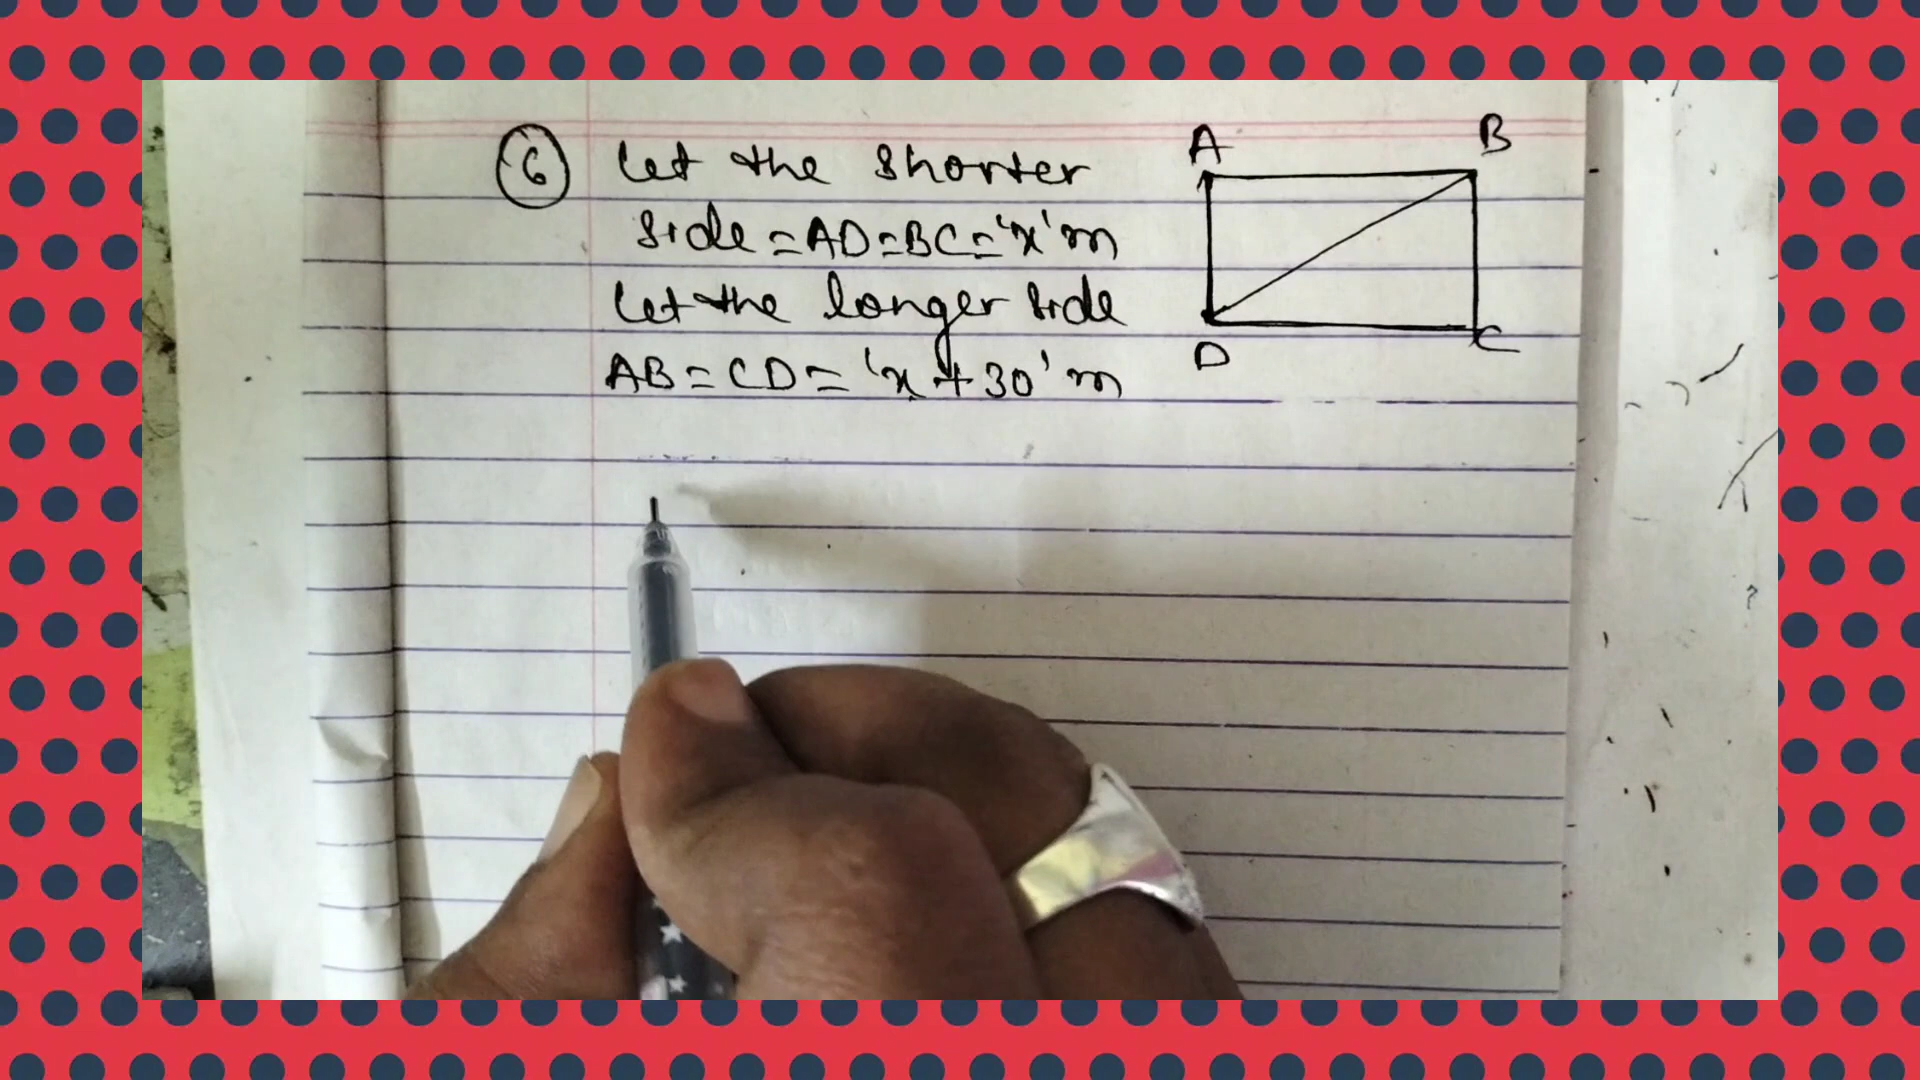 6 Let the shorter
side = AD = BC = 'x' m
Let the longer side
AB = CD = 'x + 30' m
A
B
D
C